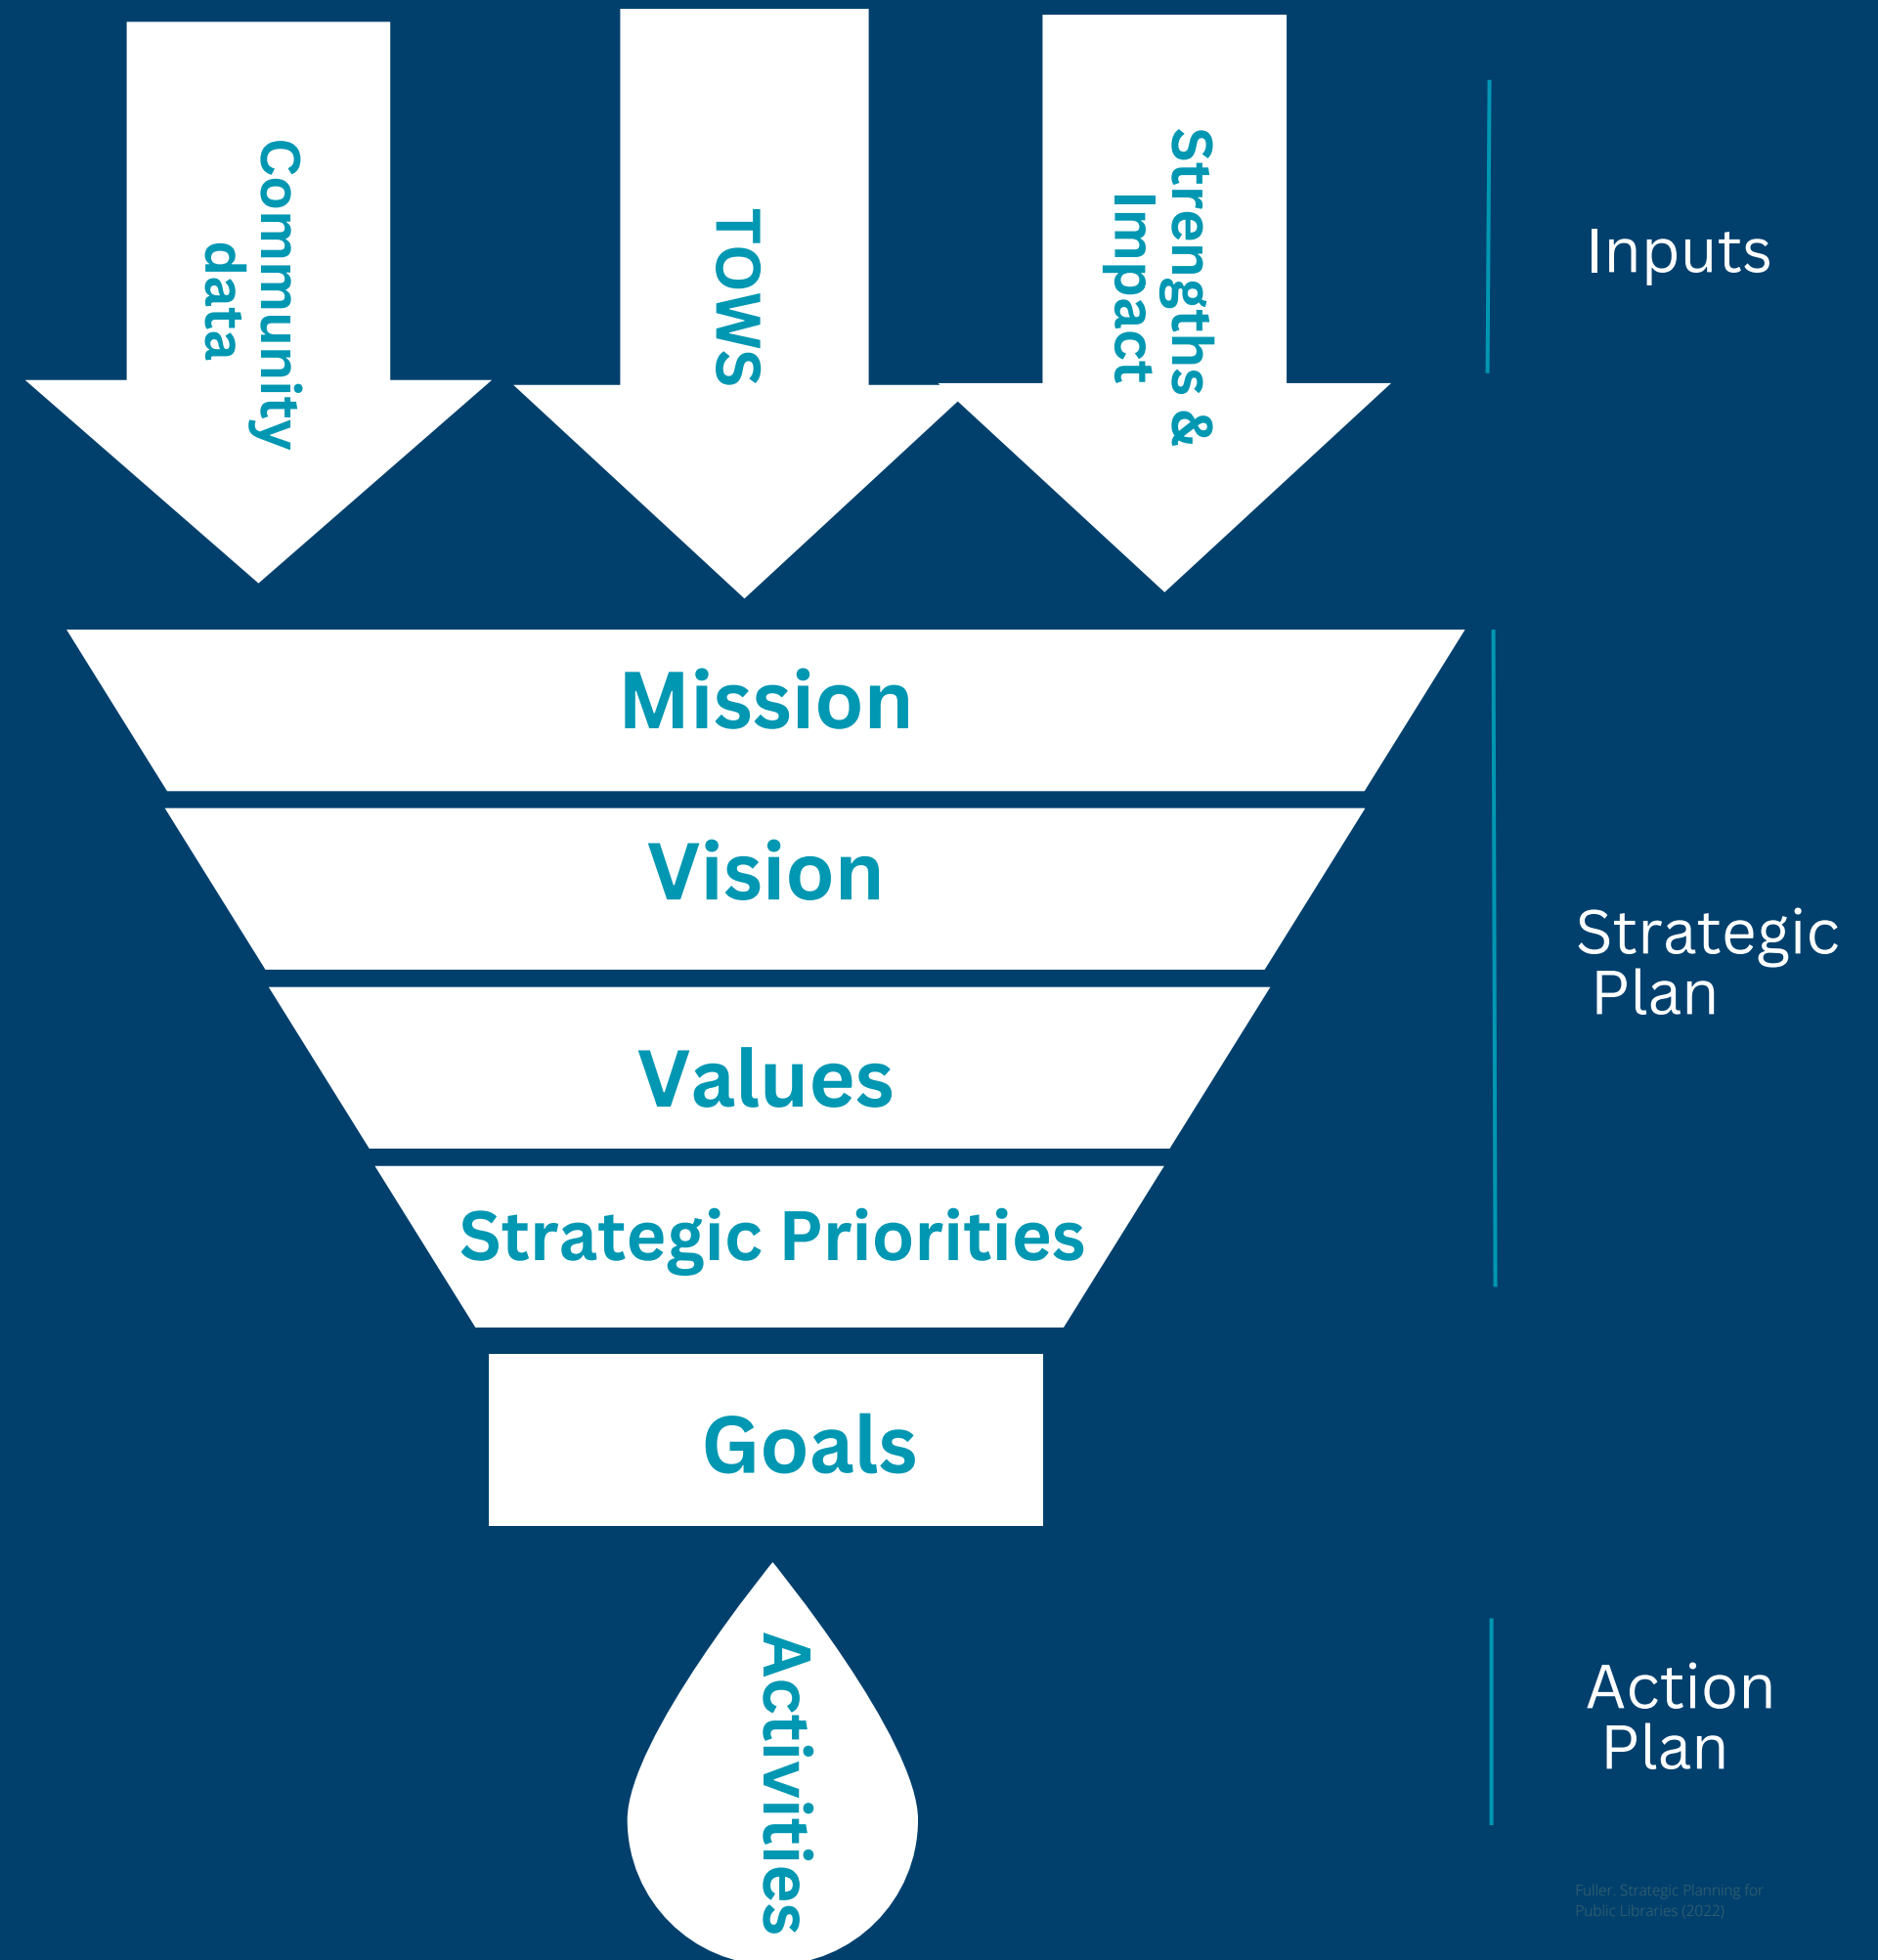 Community
data
TOWS
Strengths &
Impact
Inputs
Mission
Vision
Values
Strategic Priorities
Strategic
Plan
Goals
Activities
Action
Plan
Fuller. Strategic Planning for
Public Libraries (2022)